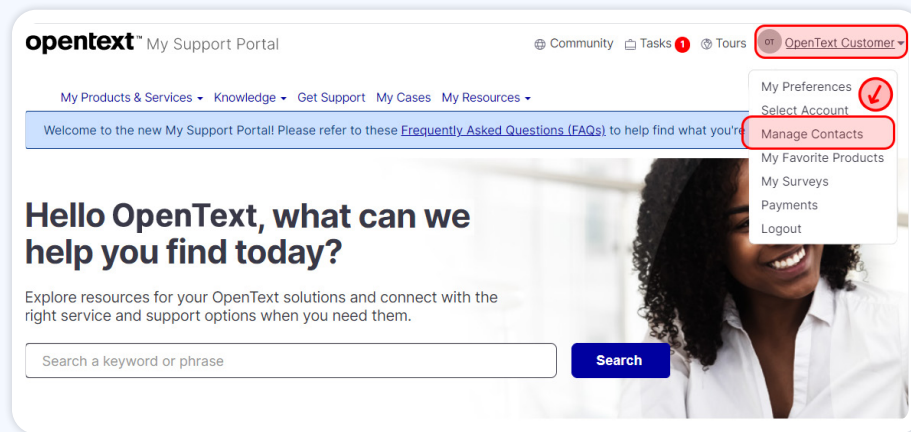 opentext™ My Support Portal
Community Tasks 1 Tours OT OpenText Customer
My Products & Services Knowledge Get Support My Cases My Resources
Welcome to the new My Support Portal! Please refer to these Frequently Asked Questions (FAQs) to help find what you're
My Preferences
Select Account
Manage Contacts
My Favorite Products
My Surveys
Payments
Logout
Hello OpenText, what can we
help you find today?
Explore resources for your OpenText solutions and connect with the
right service and support options when you need them.
Search a keyword or phrase
Search